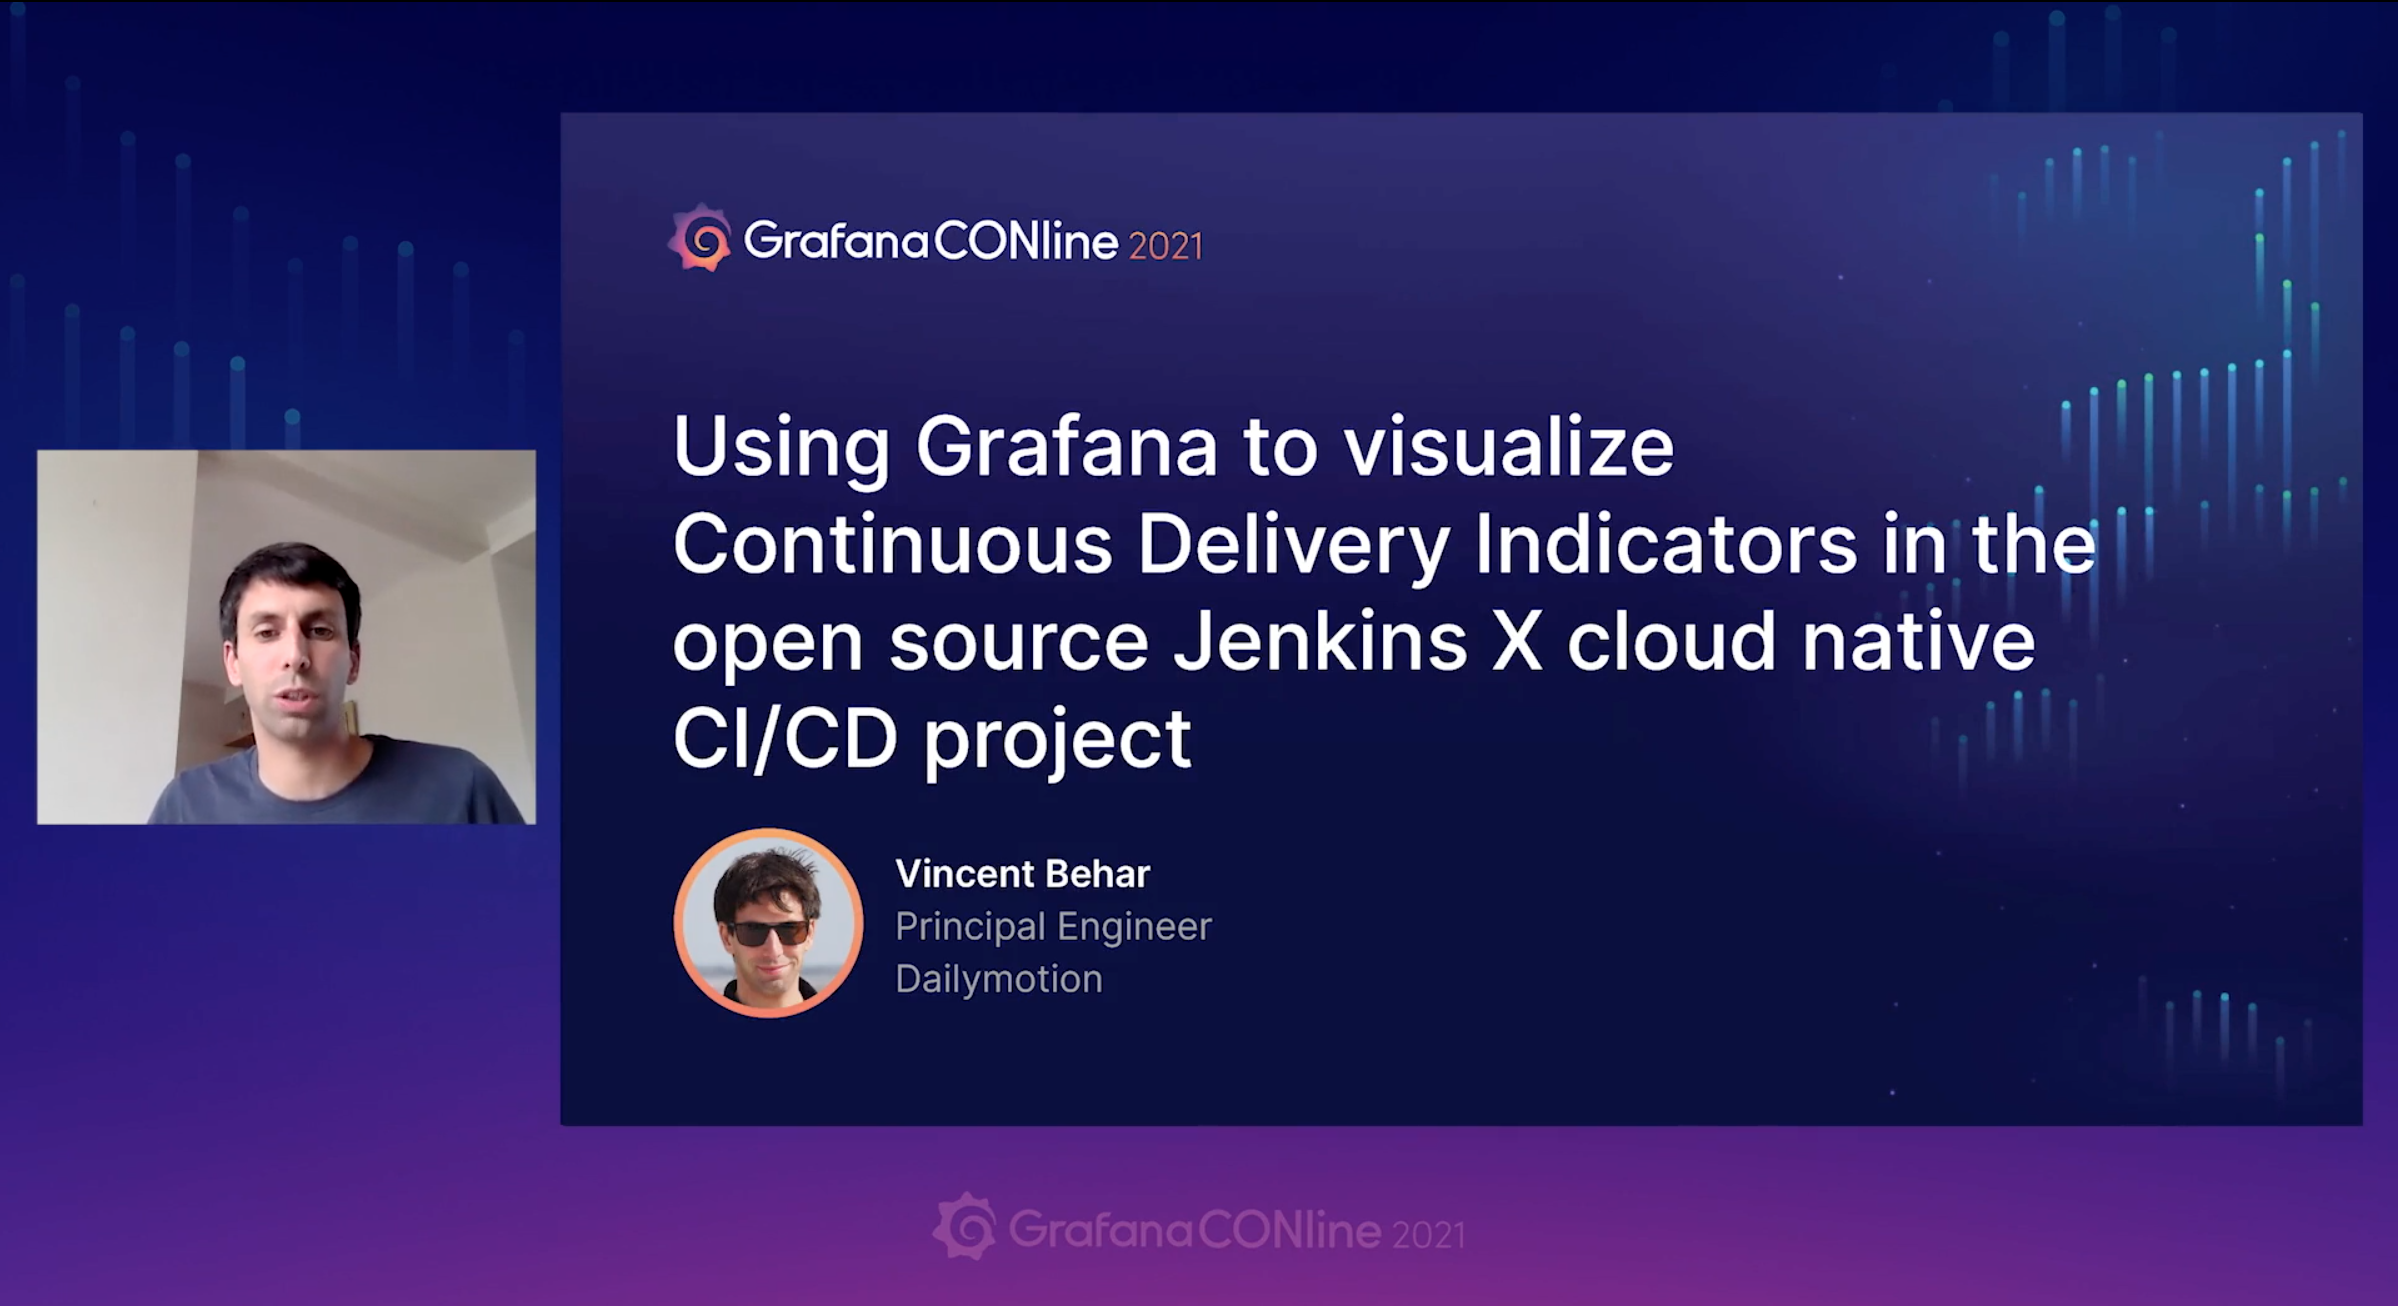 GrafanaCONline 2021
Using Grafana to visualize
Continuous Delivery Indicators in the
open source Jenkins X cloud native
CI/CD project
Vincent Behar
Principal Engineer
Dailymotion
GrafanaCONline 2021